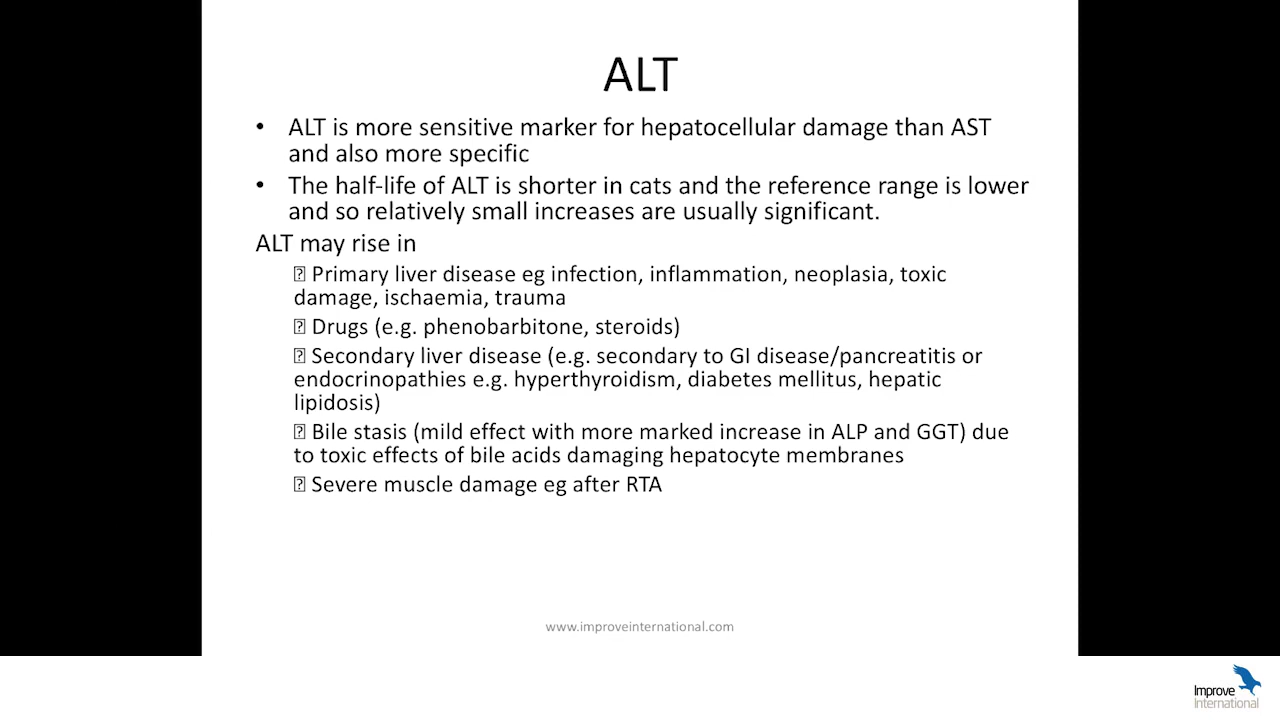 ALT
• ALT is more sensitive marker for hepatocellular damage than AST
and also more specific
• The half-life of ALT is shorter in cats and the reference range is lower
and so relatively small increases are usually significant.
ALT may rise in
⍰ Primary liver disease eg infection, inflammation, neoplasia, toxic
damage, ischaemia, trauma
⍰ Drugs (e.g. phenobarbitone, steroids)
⍰ Secondary liver disease (e.g. secondary to GI disease/pancreatitis or
endocrinopathies e.g. hyperthyroidism, diabetes mellitus, hepatic
lipidosis)
⍰ Bile stasis (mild effect with more marked increase in ALP and GGT) due
to toxic effects of bile acids damaging hepatocyte membranes
⍰ Severe muscle damage eg after RTA
www.improveinternational.com
Improve
International